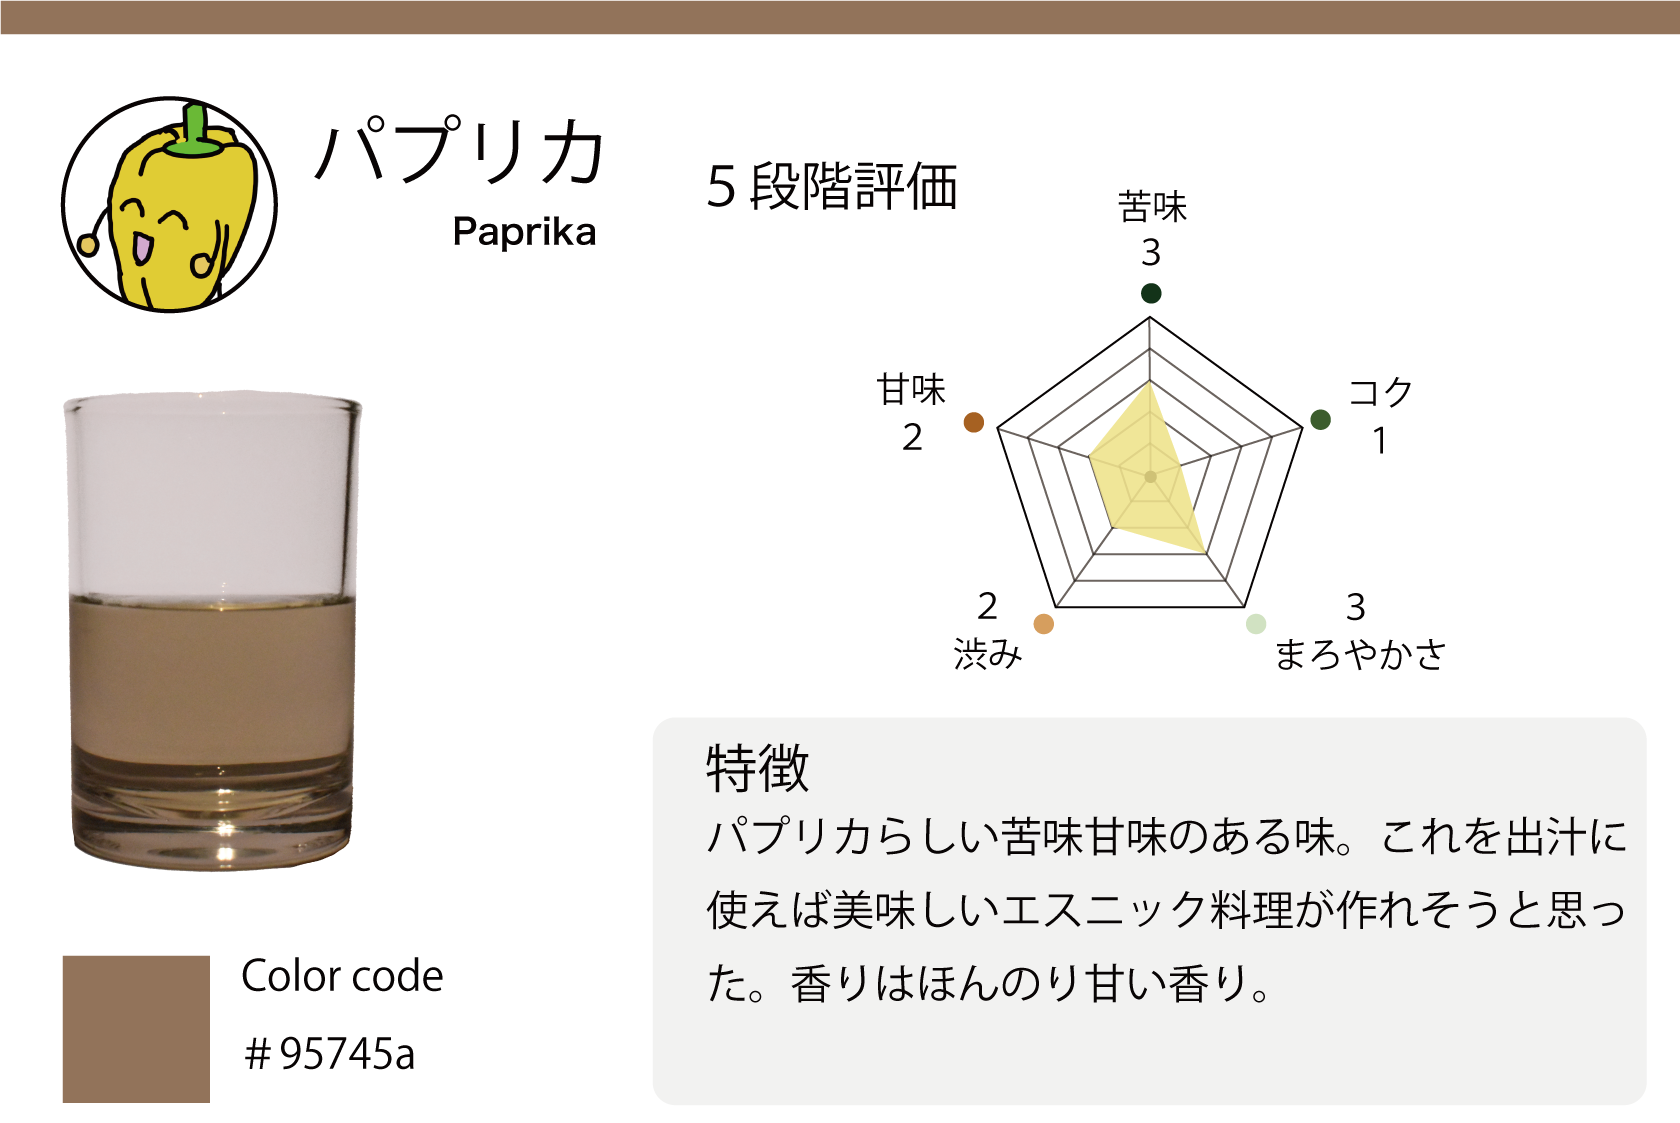 パプリカ
Paprika
5段階評価
苦味
3
甘味
2
コク
1
2
渋み
3
まろやかさ
特徴
パプリカらしい苦味甘味のある味。これを出汁に
使えば美味しいエスニック料理が作れそうと思っ
た。香りはほんのり甘い香り。
Color code
#95745a